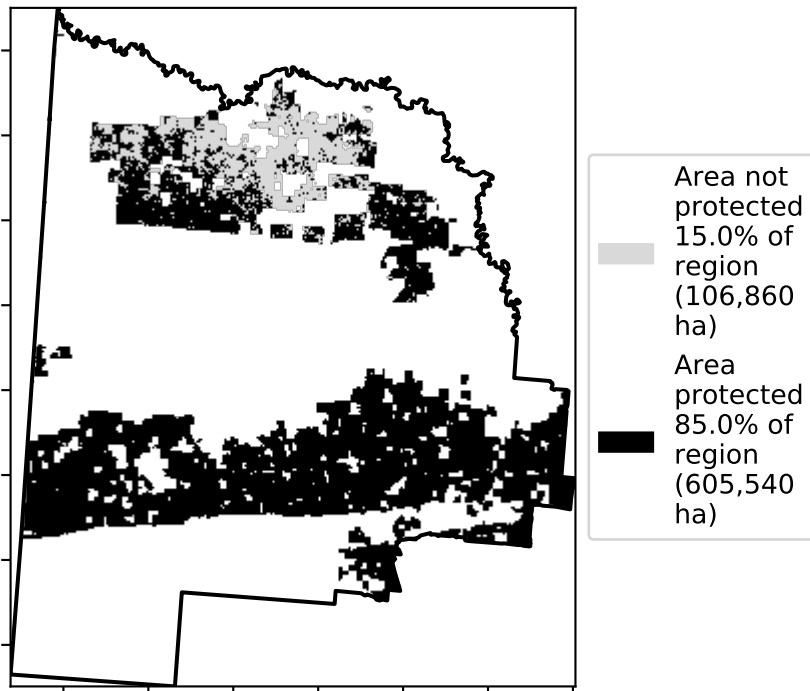 Area not
protected
15.0% of
region
(106,860
ha)
Area
protected
85.0% of
region
(605,540
ha)